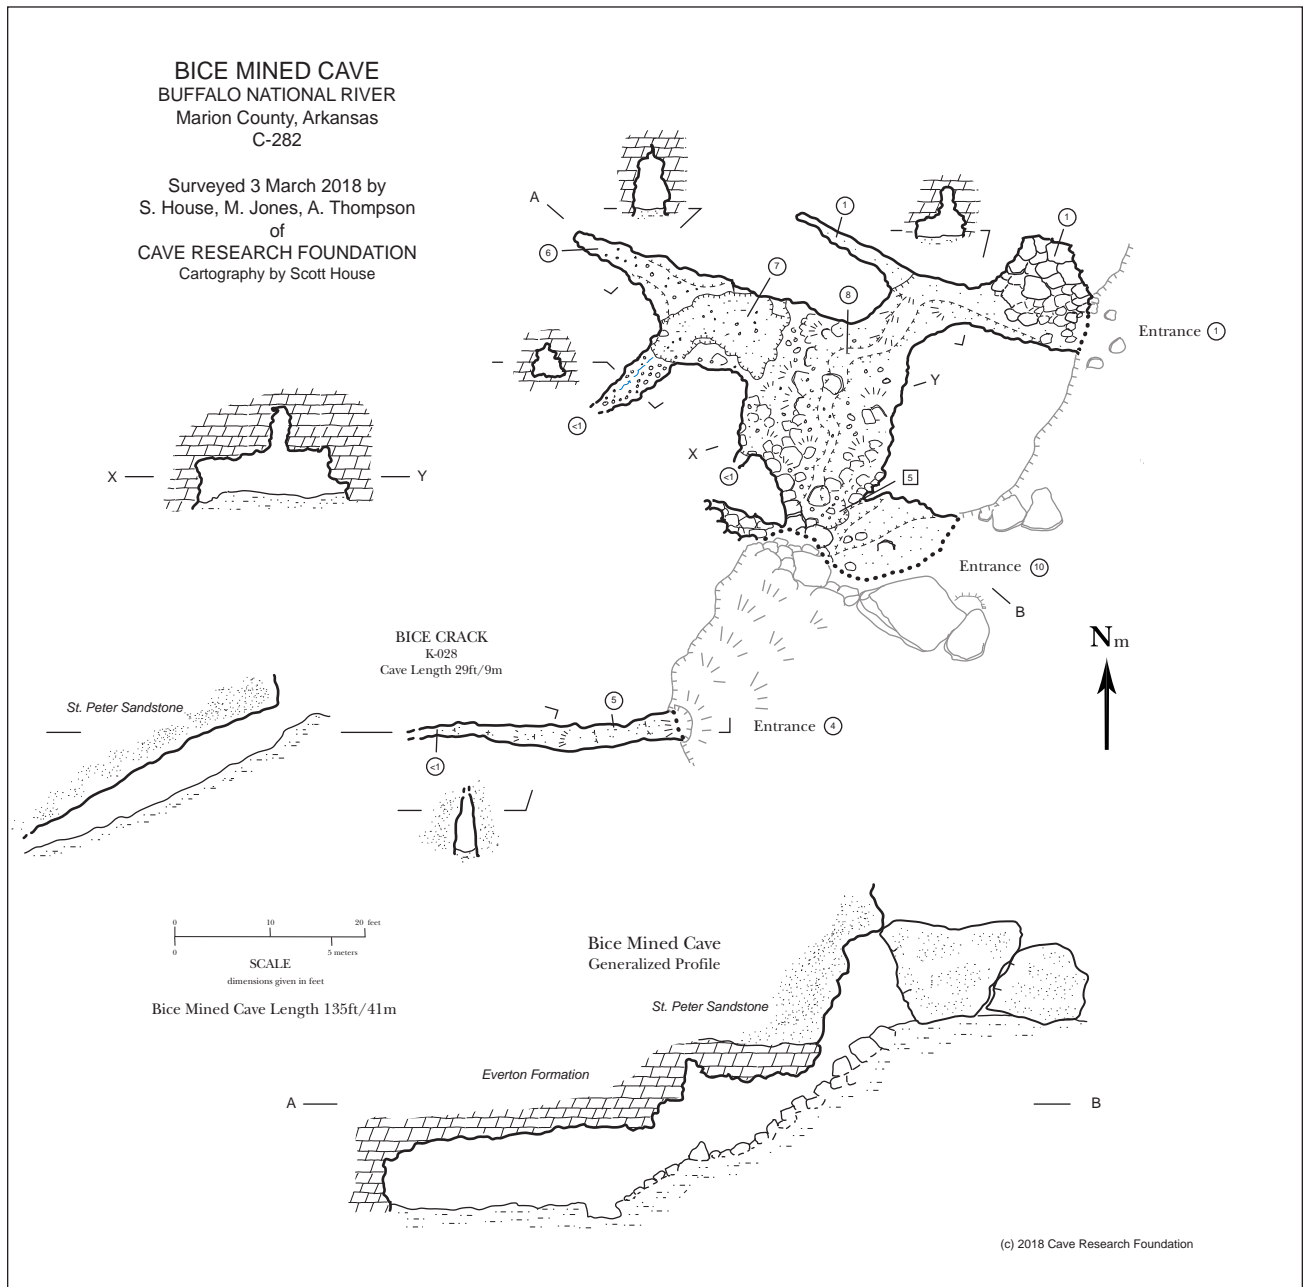 BICE MINED CAVE
BUFFALO NATIONAL RIVER
Marion County, Arkansas
C-282
Surveyed 3 March 2018 by
S. House, M. Jones, A. Thompson
of
CAVE RESEARCH FOUNDATION
Cartography by Scott House
A
6
7
1
8
1
Entrance 1
<1
X
Y
X
Y
<1
5
Entrance 10
B
Nm
BICE CRACK
K-028
Cave Length 29ft/9m
5
Entrance 4
<1
St. Peter Sandstone
0 10 20 feet
0 5 meters
SCALE
dimensions given in feet
Bice Mined Cave Length 135ft/41m
Bice Mined Cave
Generalized Profile
St. Peter Sandstone
Everton Formation
A
B
(c) 2018 Cave Research Foundation